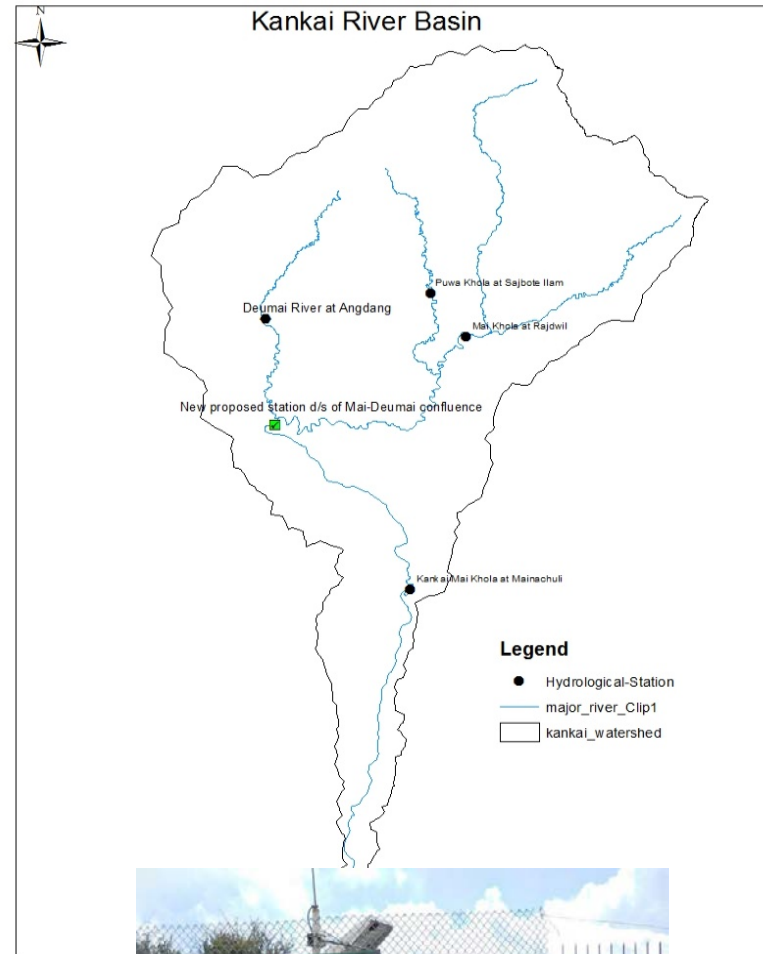 N
Kankai River Basin
Puwa Khola at Sajbote Ilam
Deumai River at Angdang
Mai Khola at Rajdwil
New proposed station d/s of Mai-Deumai confluence
Kankai Mai Khola at Mainachuli
Legend
Hydrological-Station
major_river_Clip1
kankai_watershed